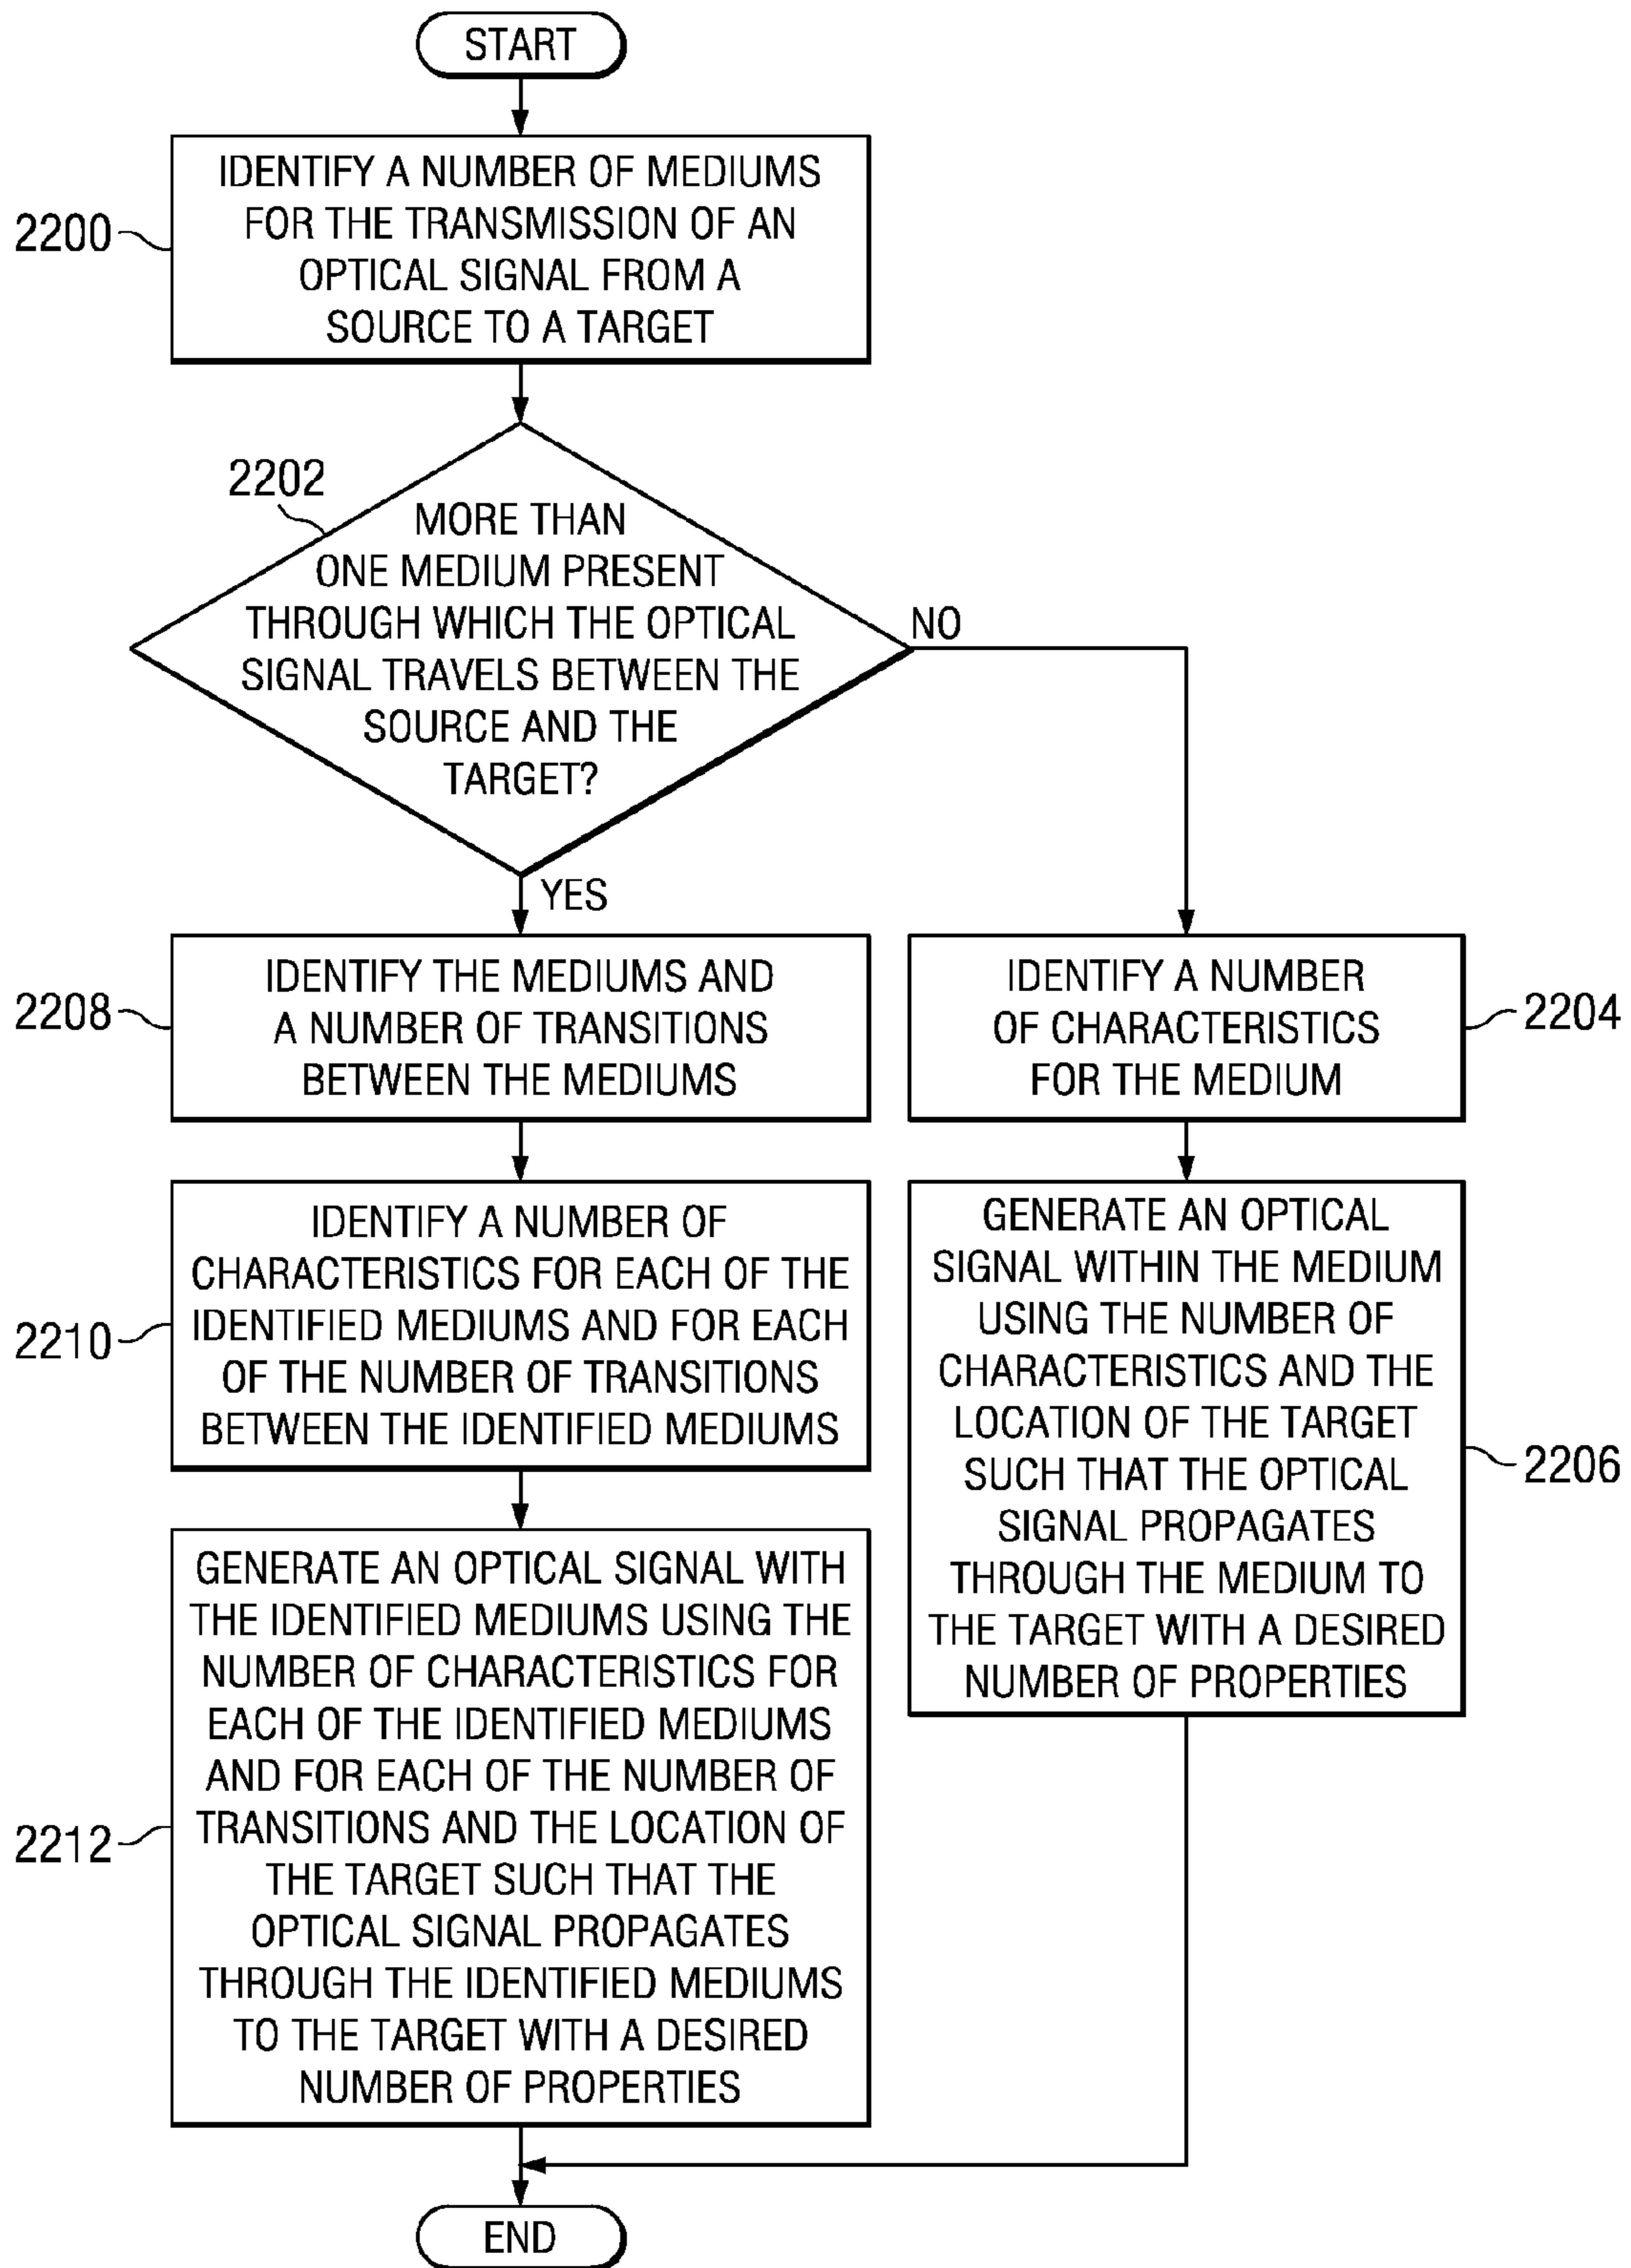 START
IDENTIFY A NUMBER OF MEDIUMS
FOR THE TRANSMISSION OF AN
OPTICAL SIGNAL FROM A
SOURCE TO A TARGET
2200
2202
MORE THAN
ONE MEDIUM PRESENT
THROUGH WHICH THE OPTICAL
SIGNAL TRAVELS BETWEEN THE
SOURCE AND THE
TARGET?
NO
YES
2208
IDENTIFY THE MEDIUMS AND
A NUMBER OF TRANSITIONS
BETWEEN THE MEDIUMS
IDENTIFY A NUMBER
OF CHARACTERISTICS
FOR THE MEDIUM
2204
2210
IDENTIFY A NUMBER OF
CHARACTERISTICS FOR EACH OF THE
IDENTIFIED MEDIUMS AND FOR EACH
OF THE NUMBER OF TRANSITIONS
BETWEEN THE IDENTIFIED MEDIUMS
GENERATE AN OPTICAL
SIGNAL WITHIN THE MEDIUM
USING THE NUMBER OF
CHARACTERISTICS AND THE
LOCATION OF THE TARGET
SUCH THAT THE OPTICAL
SIGNAL PROPAGATES
THROUGH THE MEDIUM TO
THE TARGET WITH A DESIRED
NUMBER OF PROPERTIES
2206
2212
GENERATE AN OPTICAL SIGNAL WITH
THE IDENTIFIED MEDIUMS USING THE
NUMBER OF CHARACTERISTICS FOR
EACH OF THE IDENTIFIED MEDIUMS
AND FOR EACH OF THE NUMBER OF
TRANSITIONS AND THE LOCATION OF
THE TARGET SUCH THAT THE
OPTICAL SIGNAL PROPAGATES
THROUGH THE IDENTIFIED MEDIUMS
TO THE TARGET WITH A DESIRED
NUMBER OF PROPERTIES
END